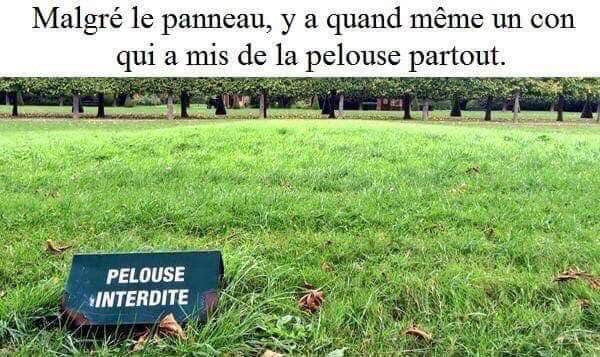 Malgré le panneau, y a quand même un con
qui a mis de la pelouse partout.
PELOUSE
INTERDITE